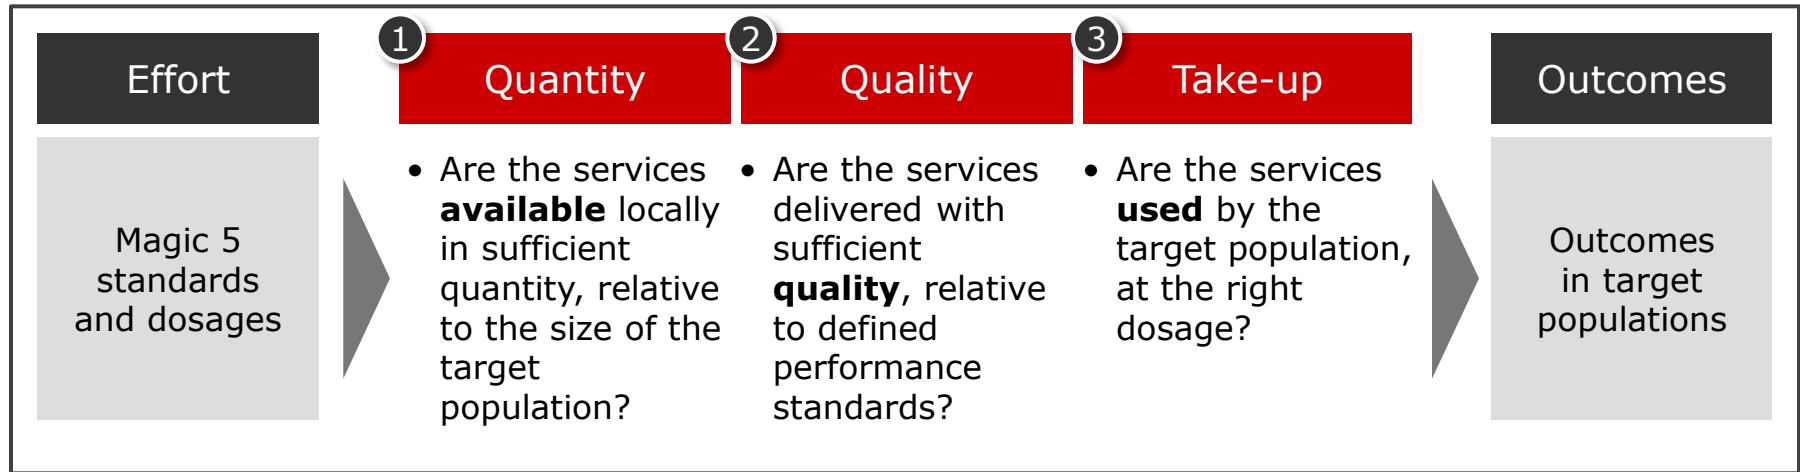 Effort
Magic 5
standards
and dosages
1
Quantity
• Are the services
available locally
in sufficient
quantity, relative
to the size of the
target
population?
2
Quality
• Are the services
delivered with
sufficient
quality, relative
to defined
performance
standards?
3
Take-up
• Are the services
used by the
target population,
at the right
dosage?
Outcomes
Outcomes
in target
populations